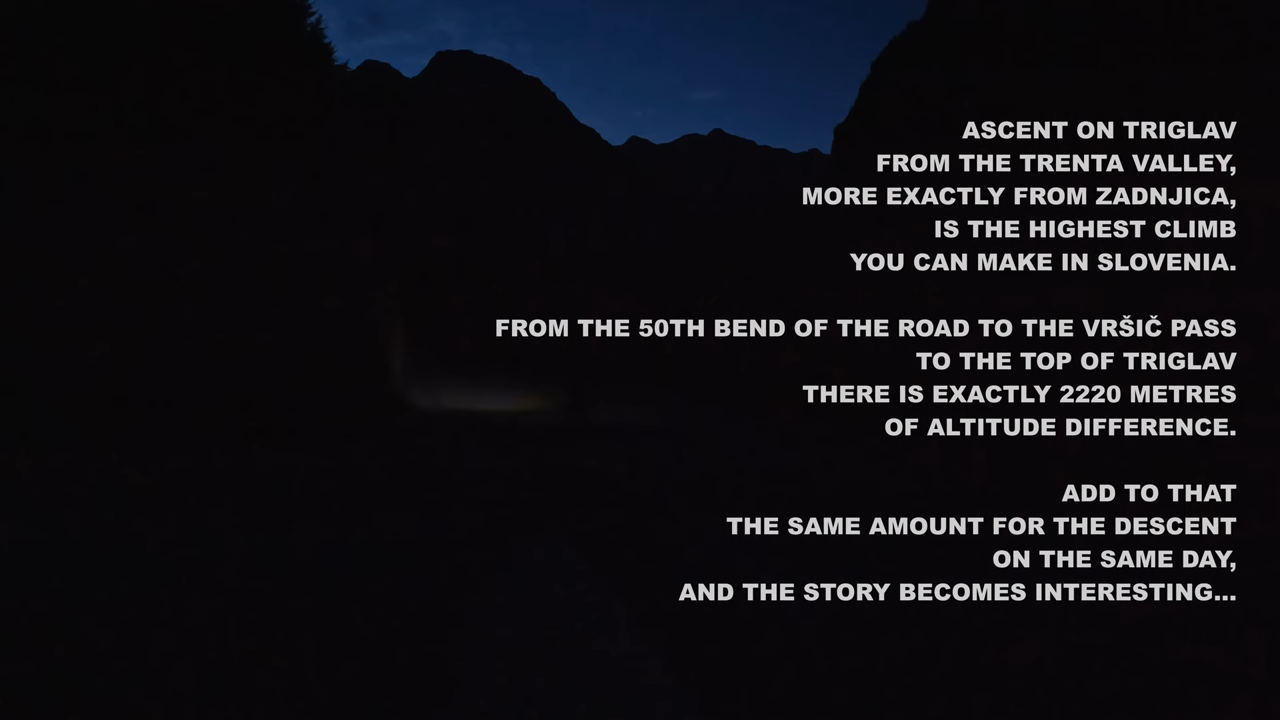 ASCENT ON TRIGLAV
FROM THE TRENTA VALLEY,
MORE EXACTLY FROM ZADNJICA,
IS THE HIGHEST CLIMB
YOU CAN MAKE IN SLOVENIA.
FROM THE 50TH BEND OF THE ROAD TO THE VRŠIČ PASS
TO THE TOP OF TRIGLAV
THERE IS EXACTLY 2220 METRES
OF ALTITUDE DIFFERENCE.
ADD TO THAT
THE SAME AMOUNT FOR THE DESCENT
ON THE SAME DAY,
AND THE STORY BECOMES INTERESTING...